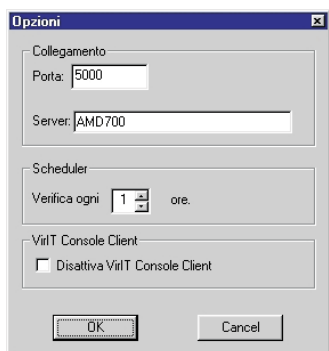 Opzioni
Collegamento
Porta: 5000
Server: AMD700
Scheduler
Verifica ogni 1 ore.
VirIT Console Client
Disattiva VirIT Console Client
OK Cancel